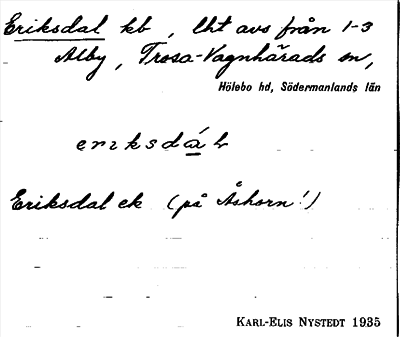 Eriksdal kb, lht avs från 1-3
Alby, Trosa-Vagnhärads sn,
Hölebo hd, Södermanlands län
Eriksdal ek (på Åshorn!)
KARL-ELIS NYSTEDT 1935